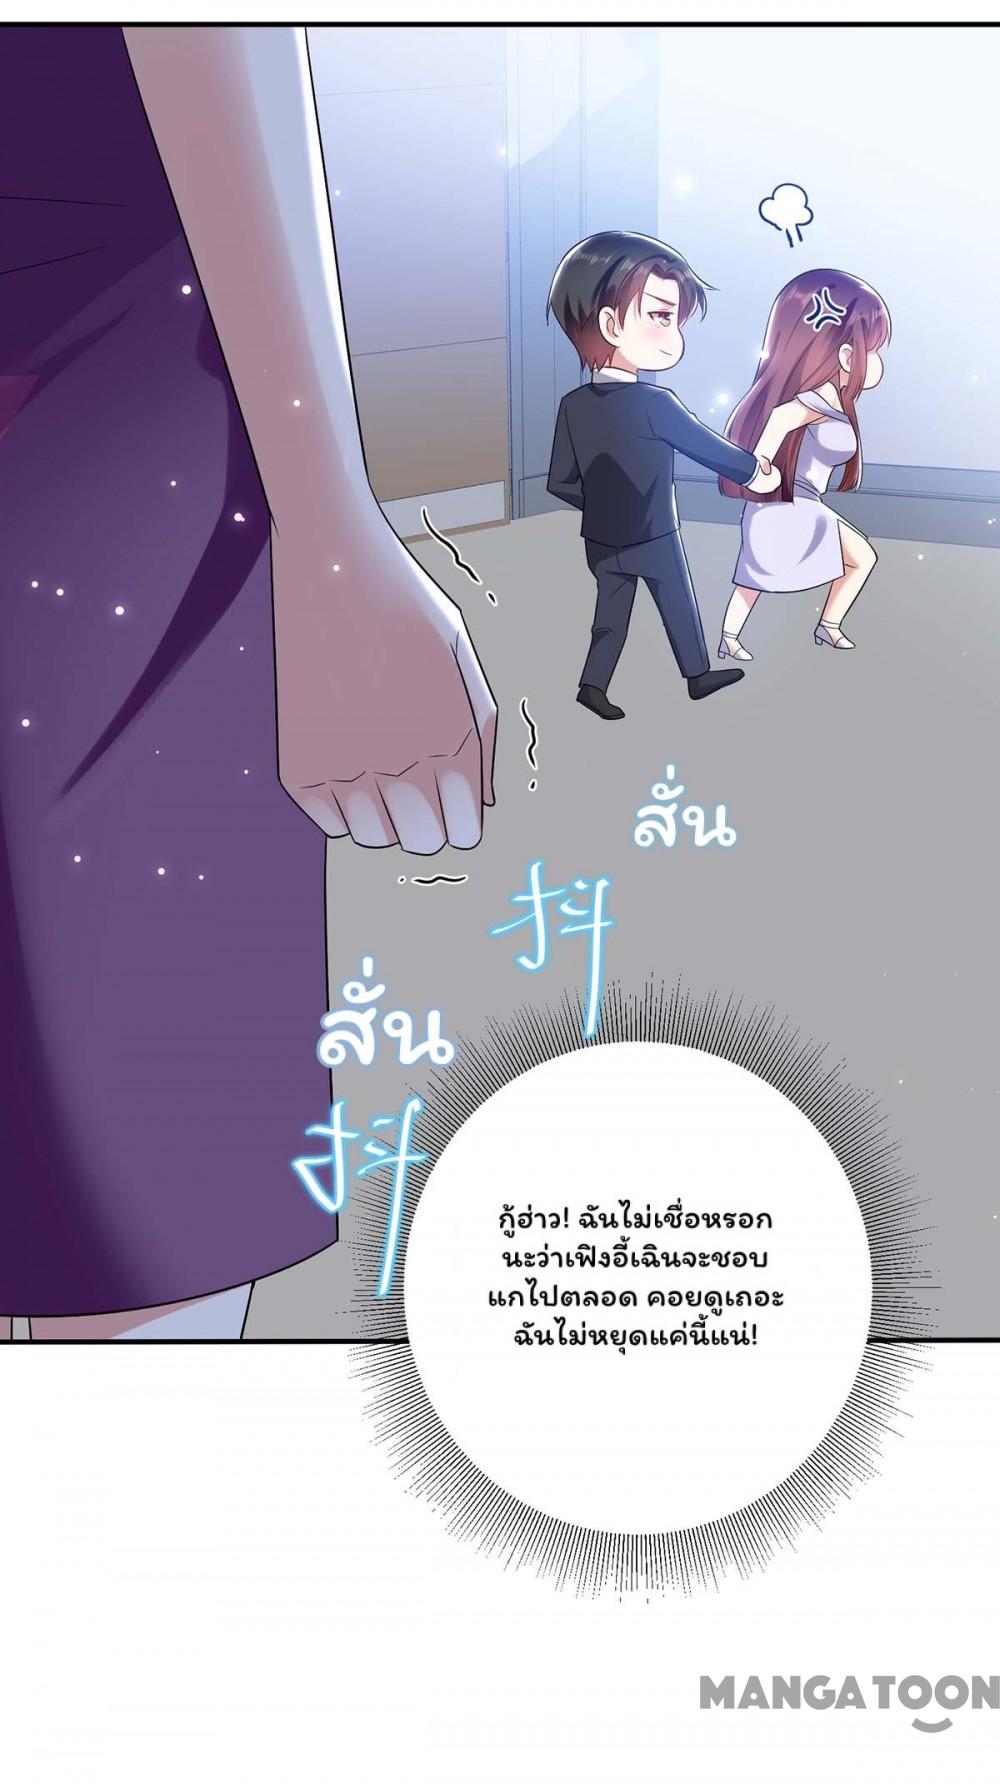 สั่น
抖
สั่น
抖
กู้ฮ่าว! ฉันไม่เชื่อหรอก
นะว่าเฟิงอี้เฉินจะชอบ
แกไปตลอด คอยดูเถอะ
ฉันไม่หยุดแค่นี้แน่!
MANGATOON